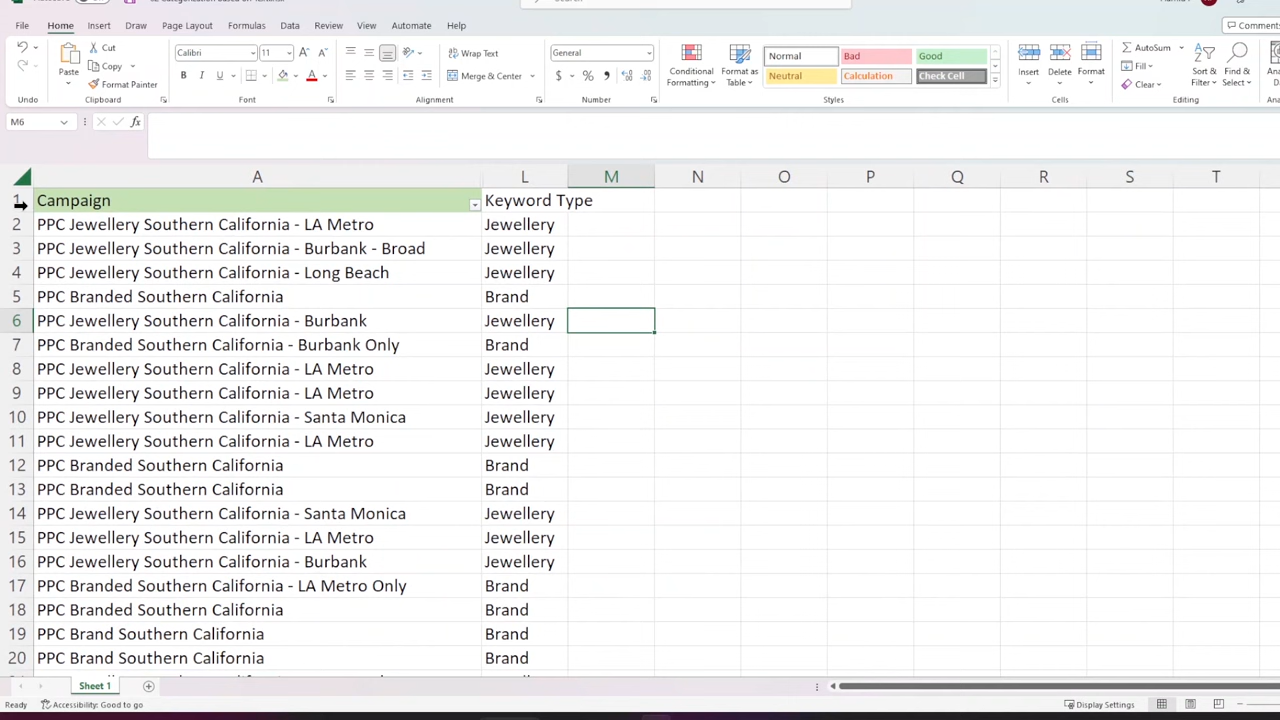 Home Insert Draw Page Layout Formulas Data Review View Automate Help Comments
Cut
Copy
Format Painter
Paste
Undo
Clipboard
Calibri 11
B I U
Font
Wrap Text
Merge & Center
Alignment
General
$ % ,
Number
Conditional Formatting
Format as Table
Normal Bad Good
Neutral Calculation Check Cell
Styles
Insert Delete Format
Cells
AutoSum
Fill
Clear
Sort & Filter
Find & Select
Editing
M6 fx
A L M N O P Q R S T
1 Campaign Keyword Type
2 PPC Jewellery Southern California - LA Metro Jewellery
3 PPC Jewellery Southern California - Burbank - Broad Jewellery
4 PPC Jewellery Southern California - Long Beach Jewellery
5 PPC Branded Southern California Brand
6 PPC Jewellery Southern California - Burbank Jewellery
7 PPC Branded Southern California - Burbank Only Brand
8 PPC Jewellery Southern California - LA Metro Jewellery
9 PPC Jewellery Southern California - LA Metro Jewellery
10 PPC Jewellery Southern California - Santa Monica Jewellery
11 PPC Jewellery Southern California - LA Metro Jewellery
12 PPC Branded Southern California Brand
13 PPC Branded Southern California Brand
14 PPC Jewellery Southern California - Santa Monica Jewellery
15 PPC Jewellery Southern California - LA Metro Jewellery
16 PPC Jewellery Southern California - Burbank Jewellery
17 PPC Branded Southern California - LA Metro Only Brand
18 PPC Branded Southern California Brand
19 PPC Brand Southern California Brand
20 PPC Brand Southern California Brand
Sheet 1
Ready Accessibility: Good to go Display Settings